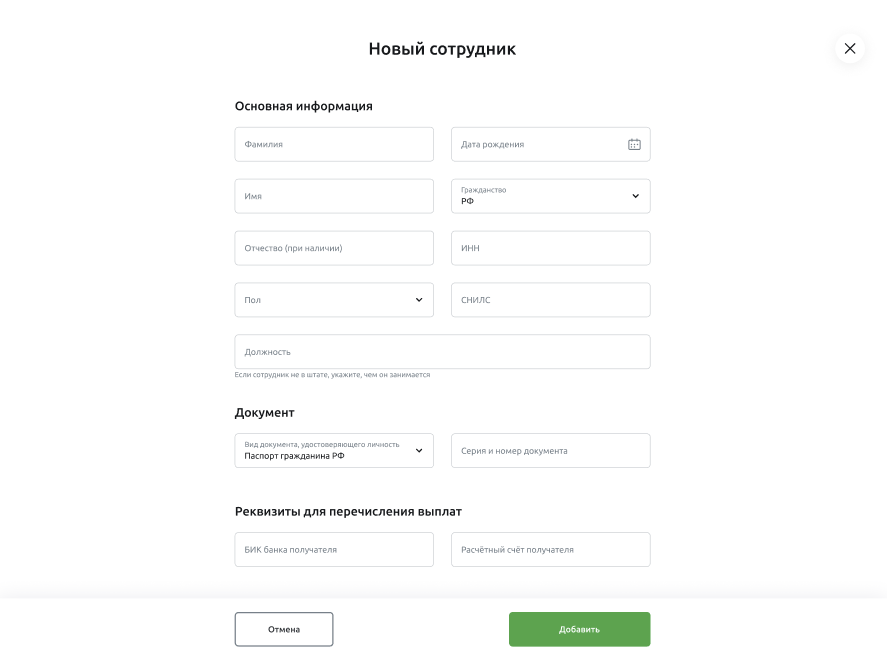 Новый сотрудник
Основная информация
Фамилия
Дата рождения
Имя
Гражданство
РФ
Отчество (при наличии)
ИНН
Пол
СНИЛС
Должность
Если сотрудник не в штате, укажите, чем он занимается
Документ
Вид документа, удостоверяющего личность
Паспорт гражданина РФ
Серия и номер документа
Реквизиты для перечисления выплат
БИК банка получателя
Расчётный счёт получателя
Отмена
Добавить